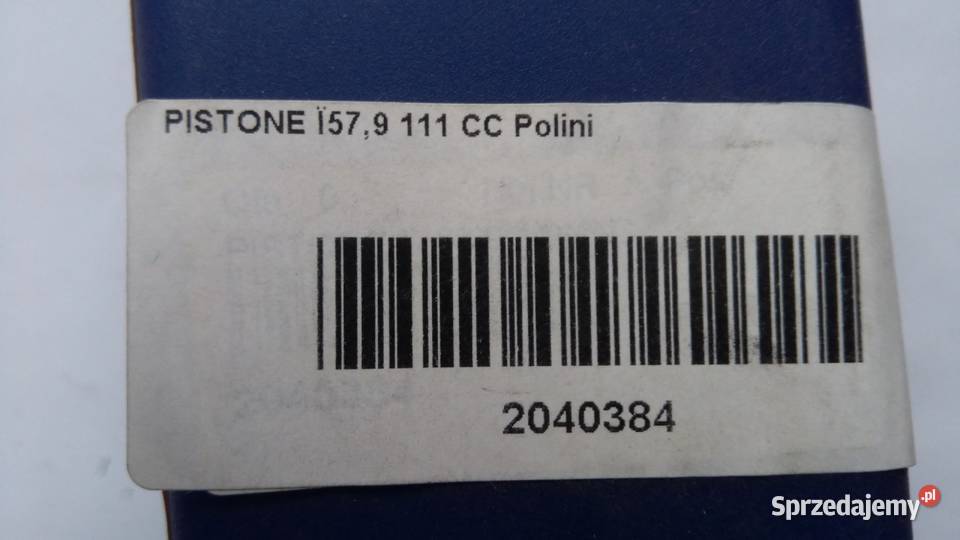 PISTONE Ï57,9 111 CC Polini
2040384
Sprzedajemy.pl